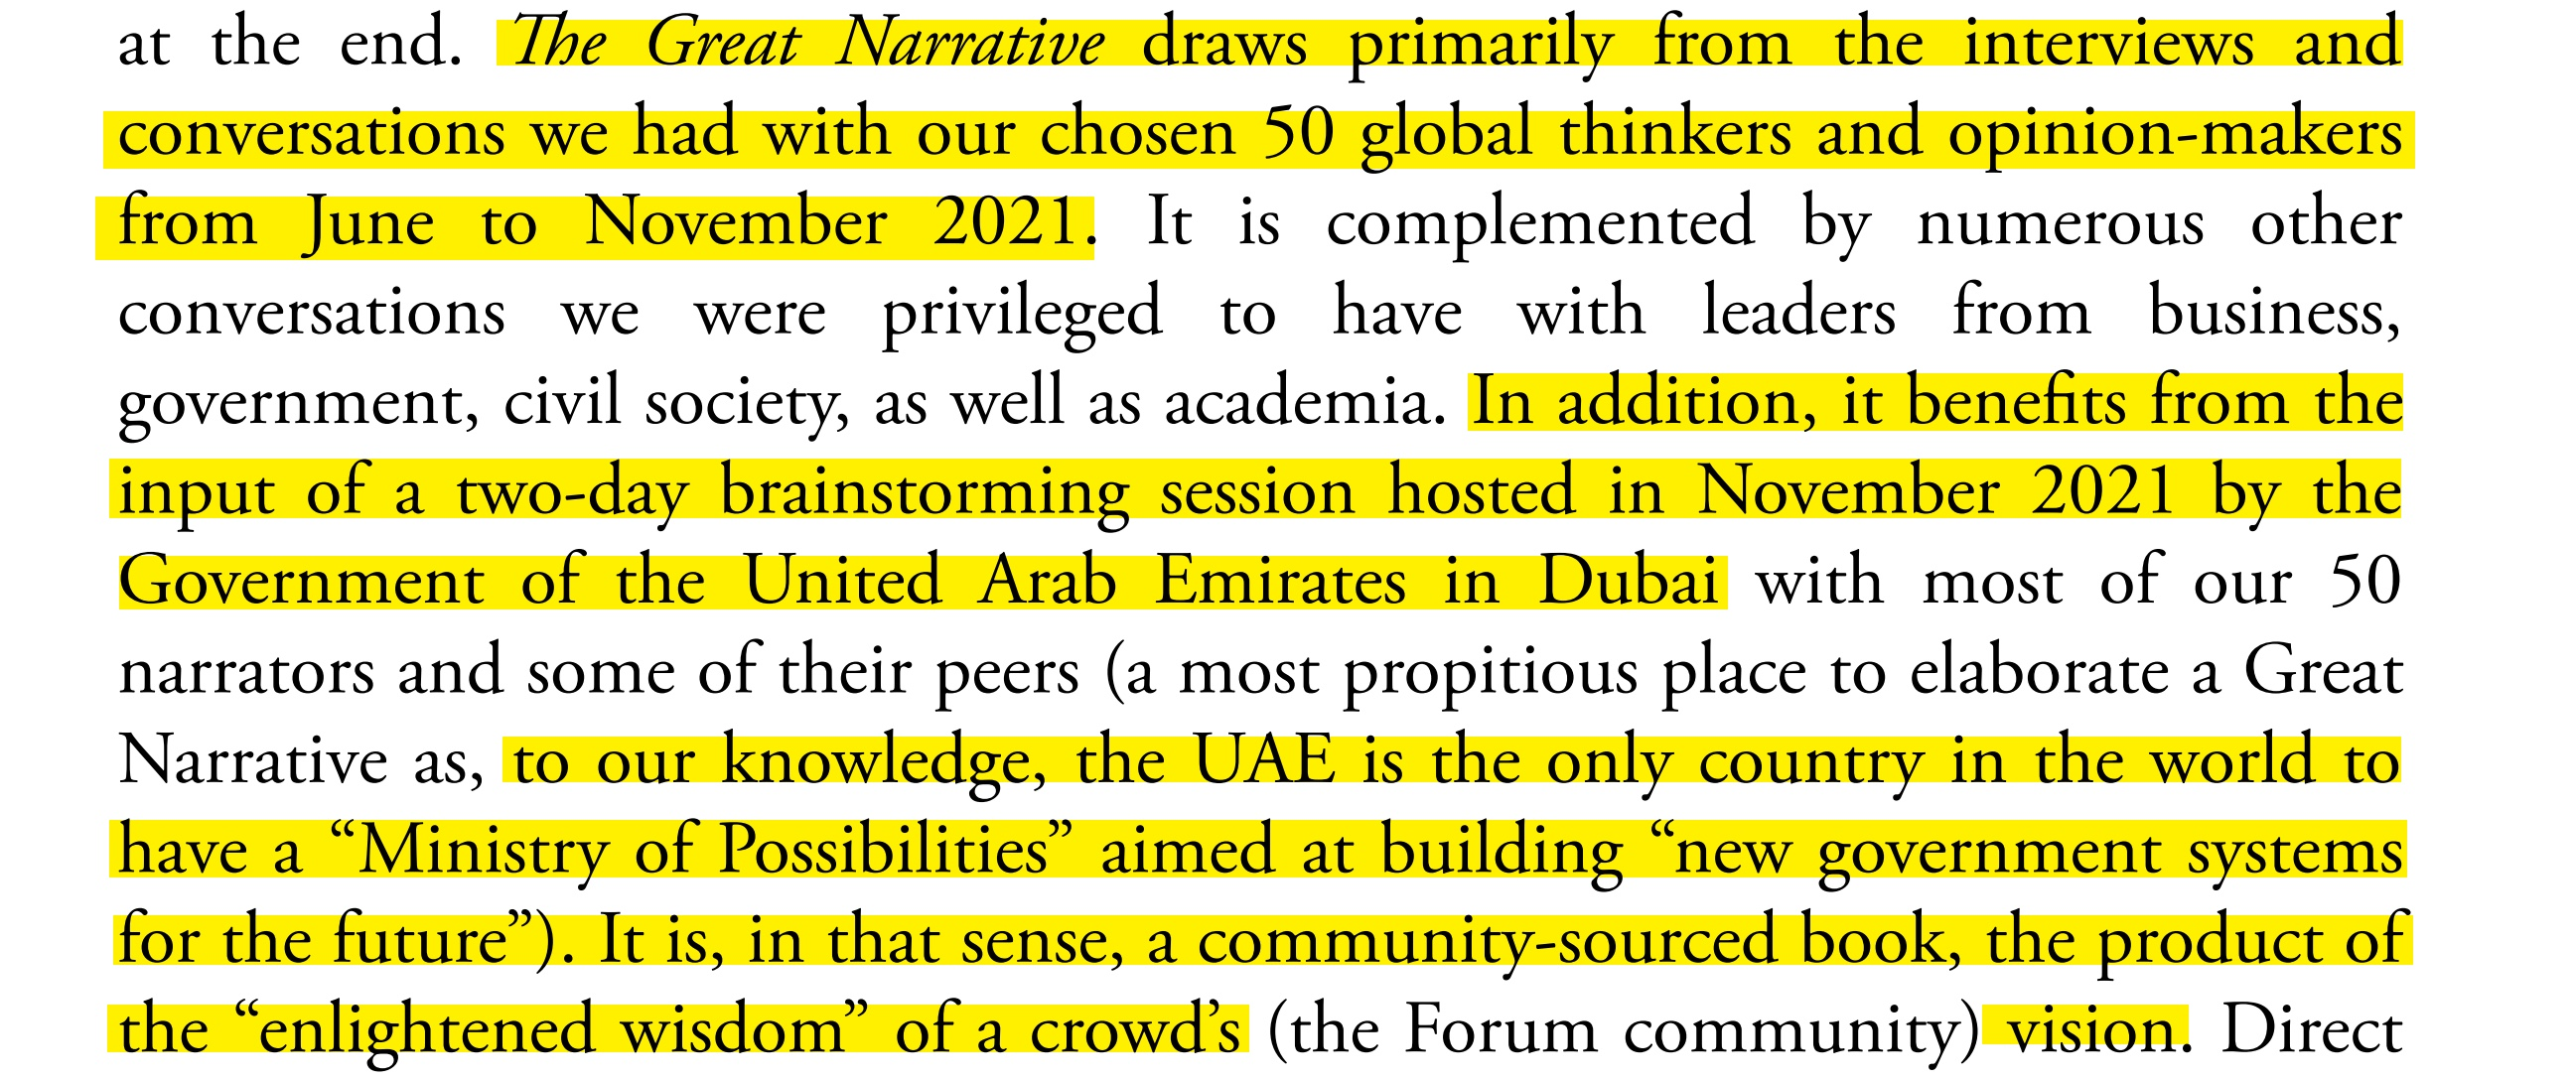 at the end. The Great Narrative draws primarily from the interviews and
conversations we had with our chosen 50 global thinkers and opinion-makers
from June to November 2021. It is complemented by numerous other
conversations we were privileged to have with leaders from business,
government, civil society, as well as academia. In addition, it benefits from the
input of a two-day brainstorming session hosted in November 2021 by the
Government of the United Arab Emirates in Dubai with most of our 50
narrators and some of their peers (a most propitious place to elaborate a Great
Narrative as, to our knowledge, the UAE is the only country in the world to
have a “Ministry of Possibilities” aimed at building “new government systems
for the future”). It is, in that sense, a community-sourced book, the product of
the “enlightened wisdom” of a crowd’s (the Forum community) vision. Direct